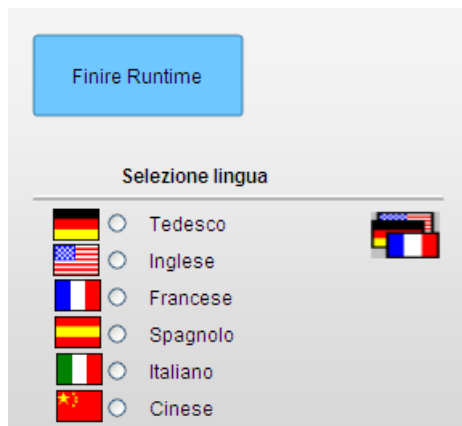 Finire Runtime
Selezione lingua
Tedesco
Inglese
Francese
Spagnolo
Italiano
Cinese